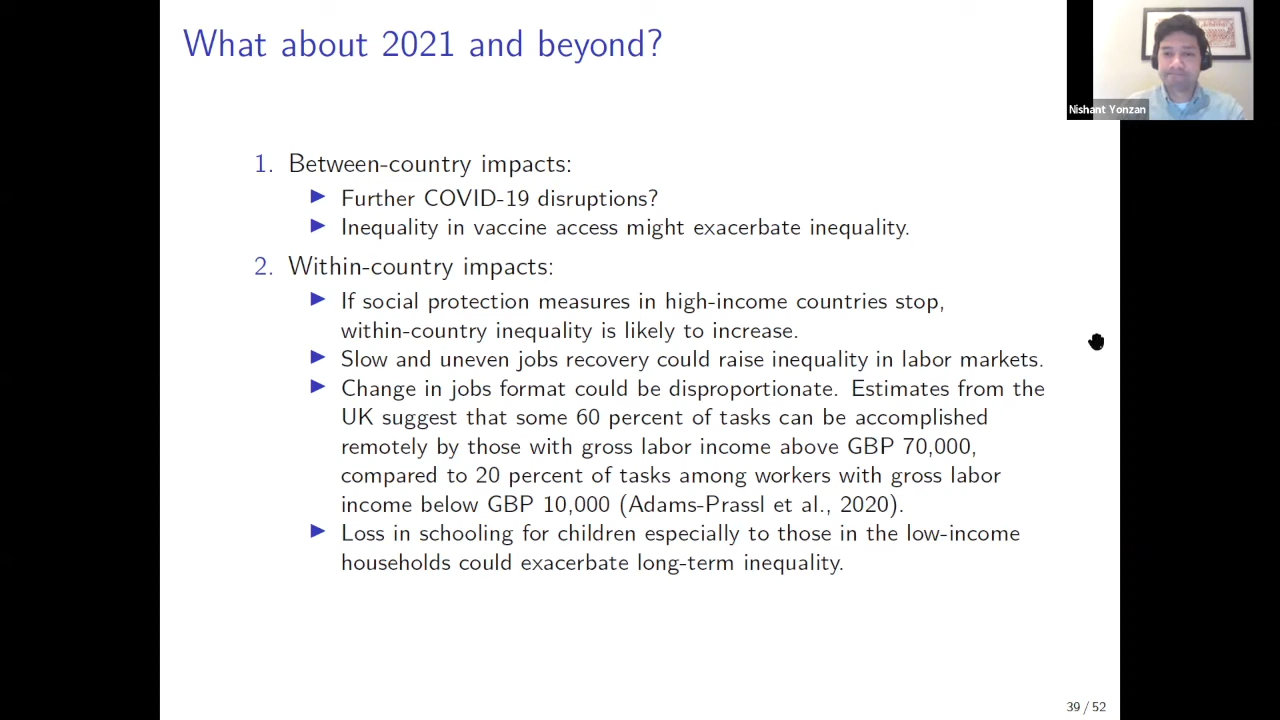 What about 2021 and beyond?
Nishant Yonzan
1. Between-country impacts:
▶ Further COVID-19 disruptions?
▶ Inequality in vaccine access might exacerbate inequality.
2. Within-country impacts:
▶ If social protection measures in high-income countries stop,
within-country inequality is likely to increase.
▶ Slow and uneven jobs recovery could raise inequality in labor markets.
▶ Change in jobs format could be disproportionate. Estimates from the
UK suggest that some 60 percent of tasks can be accomplished
remotely by those with gross labor income above GBP 70,000,
compared to 20 percent of tasks among workers with gross labor
income below GBP 10,000 (Adams-Prassl et al., 2020).
▶ Loss in schooling for children especially to those in the low-income
households could exacerbate long-term inequality.
39 / 52